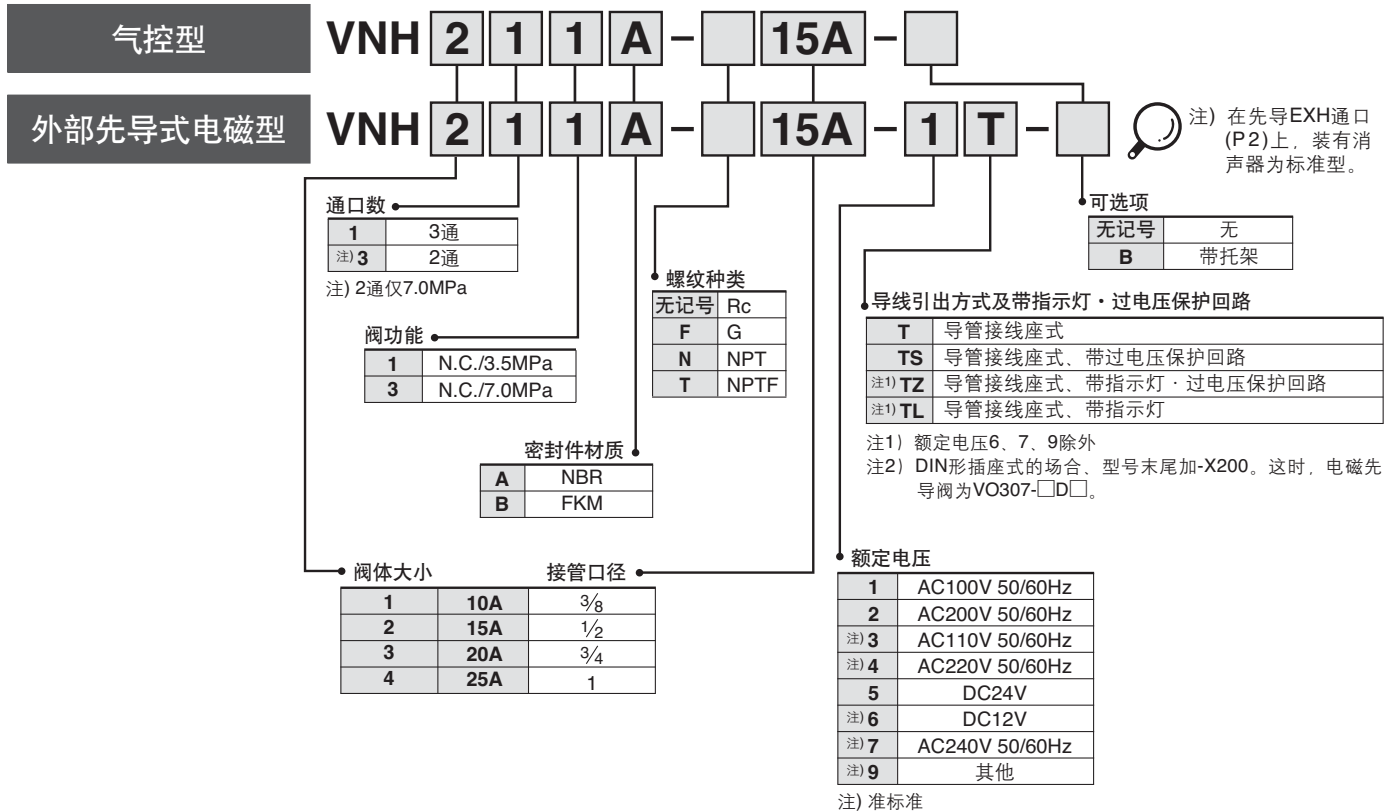 气控型 VNH 2 1 1 A – 15A –
外部先导式电磁型 VNH 2 1 1 A – 15A – 1 T –
注) 在先导EXH通口
(P2)上，装有消
声器为标准型。
通口数
1 3通
注) 3 2通
注) 2通仅7.0MPa
阀功能
1 N.C./3.5MPa
3 N.C./7.0MPa
密封件材质
A NBR
B FKM
阀体大小 接管口径
1 10A 3/8
2 15A 1/2
3 20A 3/4
4 25A 1
螺纹种类
无记号 Rc
F G
N NPT
T NPTF
可选项
无记号 无
B 带托架
导线引出方式及带指示灯・过电压保护回路
T 导管接线座式
TS 导管接线座式、带过电压保护回路
注1) TZ 导管接线座式、带指示灯・过电压保护回路
注1) TL 导管接线座式、带指示灯
注1) 额定电压6、7、9除外
注2) DIN形插座式的场合、型号末尾加-X200。这时，电磁先
导阀为VO307-□D□。
额定电压
1 AC100V 50/60Hz
2 AC200V 50/60Hz
注) 3 AC110V 50/60Hz
注) 4 AC220V 50/60Hz
5 DC24V
注) 6 DC12V
注) 7 AC240V 50/60Hz
注) 9 其他
注) 准标准